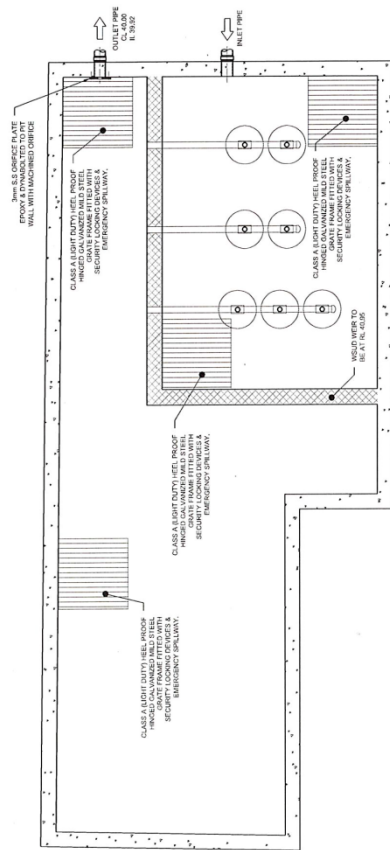 3mm S.S ORIFICE PLATE
EPOXY & DYNABOLTED TO PIT
WALL WITH MACHINED ORIFICE
OUTLET PIPE
CL 40.00
IL 39.92
INLET PIPE
CLASS A (LIGHT DUTY) HEEL PROOF
HINGED GALVANIZED MILD STEEL
GRATE FRAME FITTED WITH
SECURITY LOCKING DEVICES &
EMERGENCY SPILLWAY.
CLASS A (LIGHT DUTY) HEEL PROOF
HINGED GALVANIZED MILD STEEL
GRATE FRAME FITTED WITH
SECURITY LOCKING DEVICES &
EMERGENCY SPILLWAY.
CLASS A (LIGHT DUTY) HEEL PROOF
HINGED GALVANIZED MILD STEEL
GRATE FRAME FITTED WITH
SECURITY LOCKING DEVICES &
EMERGENCY SPILLWAY.
WSUD WEIR TO
BE AT RL 40.95
CLASS A (LIGHT DUTY) HEEL PROOF
HINGED GALVANIZED MILD STEEL
GRATE FRAME FITTED WITH
SECURITY LOCKING DEVICES &
EMERGENCY SPILLWAY.